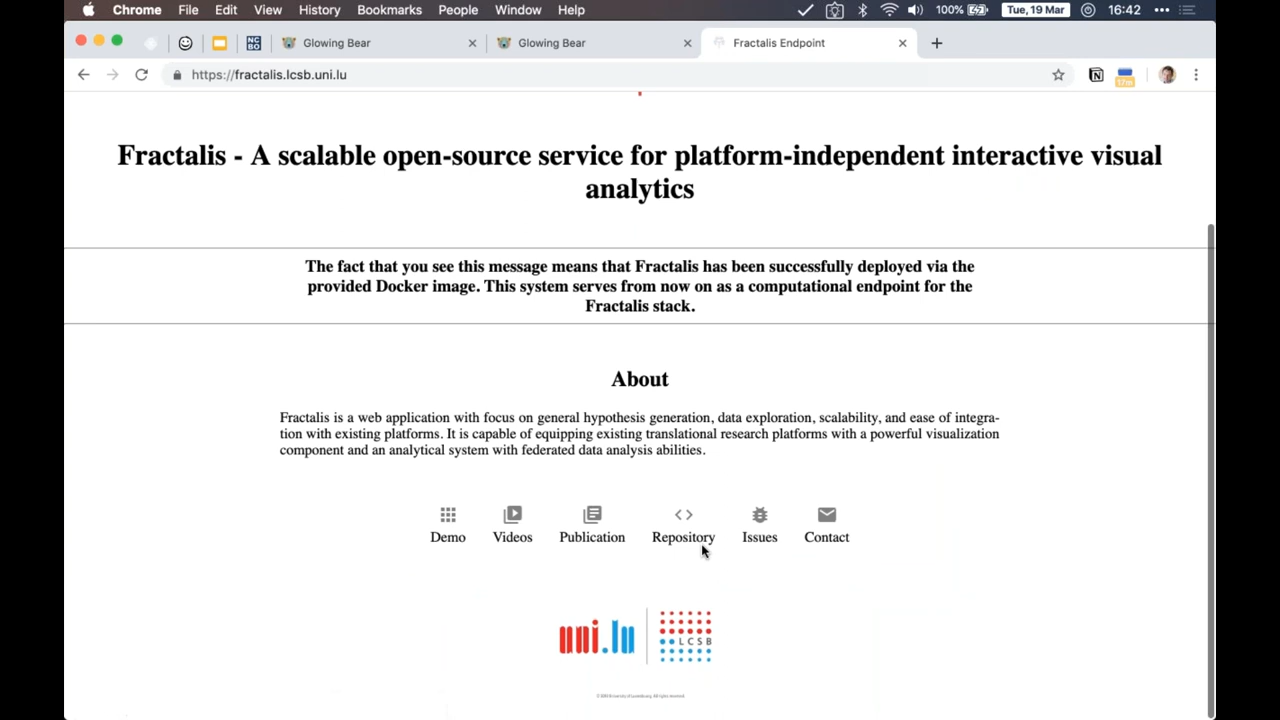 Chrome File Edit View History Bookmarks People Window Help 100% Tue, 19 Mar 16:42
NC BO Glowing Bear Glowing Bear Fractalis Endpoint
https://fractalis.lcsb.uni.lu 17m
Fractalis - A scalable open-source service for platform-independent interactive visual
analytics
The fact that you see this message means that Fractalis has been successfully deployed via the
provided Docker image. This system serves from now on as a computational endpoint for the
Fractalis stack.
About
Fractalis is a web application with focus on general hypothesis generation, data exploration, scalability, and ease of integra-
tion with existing platforms. It is capable of equipping existing translational research platforms with a powerful visualization
component and an analytical system with federated data analysis abilities.
Demo Videos Publication Repository Issues Contact
uni.lu LCSB